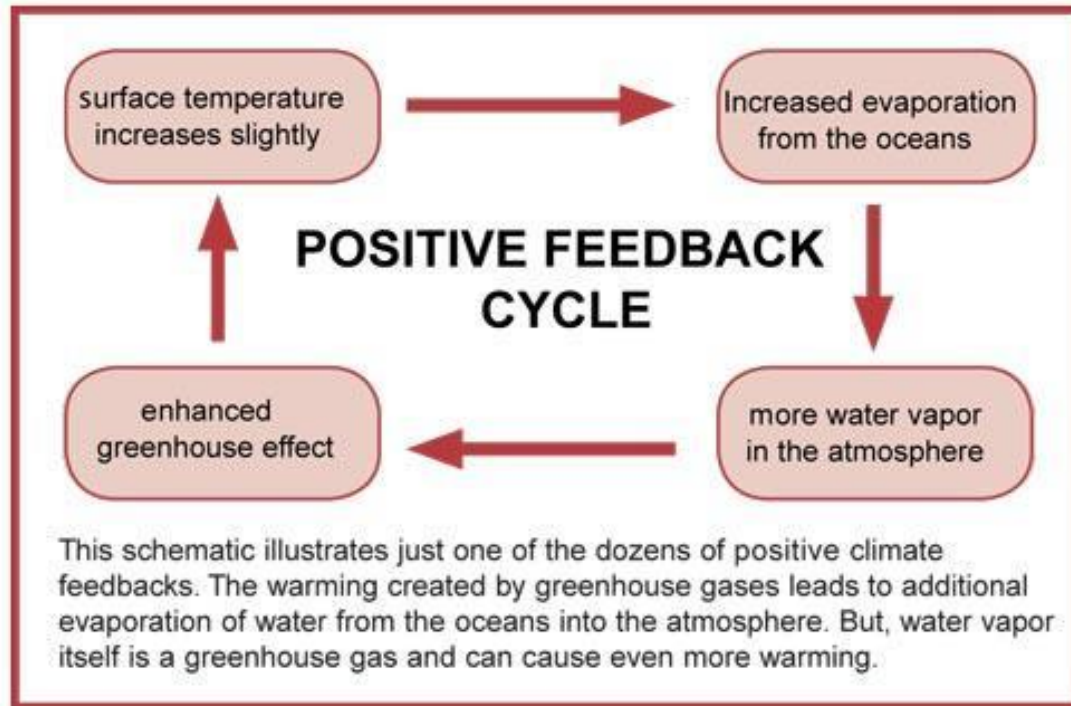 surface temperature
increases slightly
Increased evaporation
from the oceans
POSITIVE FEEDBACK
CYCLE
enhanced
greenhouse effect
more water vapor
in the atmosphere
This schematic illustrates just one of the dozens of positive climate
feedbacks. The warming created by greenhouse gases leads to additional
evaporation of water from the oceans into the atmosphere. But, water vapor
itself is a greenhouse gas and can cause even more warming.